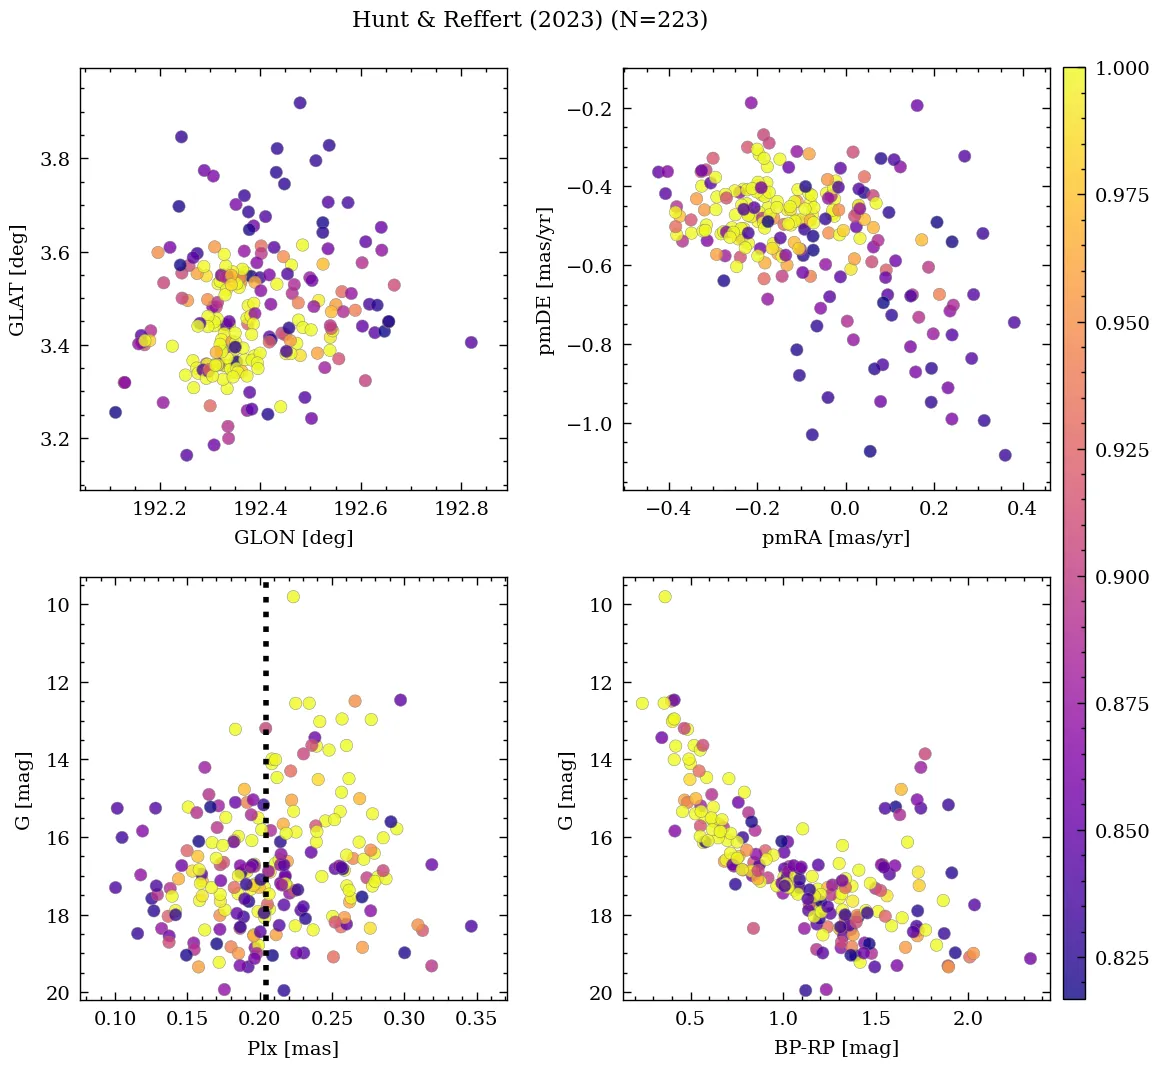 Hunt & Reffert (2023) (N=223)
3.8
3.6
3.4
3.2
GLAT [deg]
192.2 192.4 192.6 192.8
GLON [deg]
−0.2
−0.4
−0.6
−0.8
−1.0
pmDE [mas/yr]
−0.4 −0.2 0.0 0.2 0.4
pmRA [mas/yr]
1.000
0.975
0.950
0.925
0.900
0.875
0.850
0.825
10
12
14
16
18
20
G [mag]
0.10 0.15 0.20 0.25 0.30 0.35
Plx [mas]
10
12
14
16
18
20
G [mag]
0.5 1.0 1.5 2.0
BP-RP [mag]